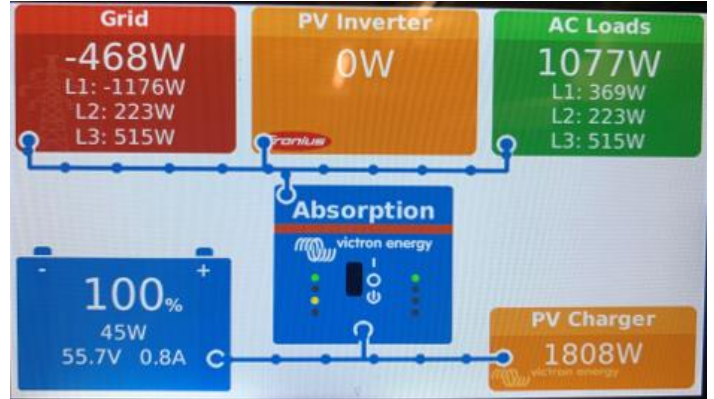 Grid
-468W
L1: -1176W
L2: 223W
L3: 515W
PV Inverter
0W
Fronius
AC Loads
1077W
L1: 369W
L2: 223W
L3: 515W
Absorption
victron energy
- +
100%
45W
55.7V 0.8A
PV Charger
1808W
victron energy